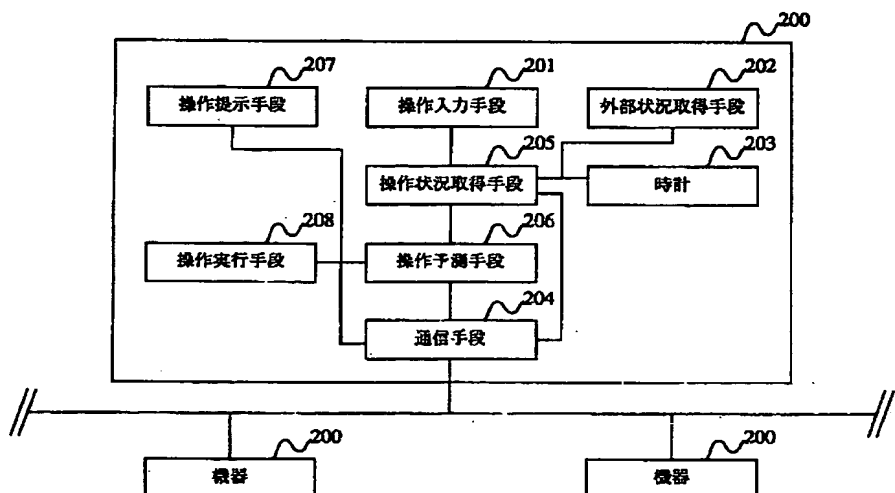 200
207
操作提示手段
201
操作入力手段
202
外部状況取得手段
205
操作状況取得手段
203
時計
208
操作実行手段
206
操作予測手段
204
通信手段
200
機器
200
機器